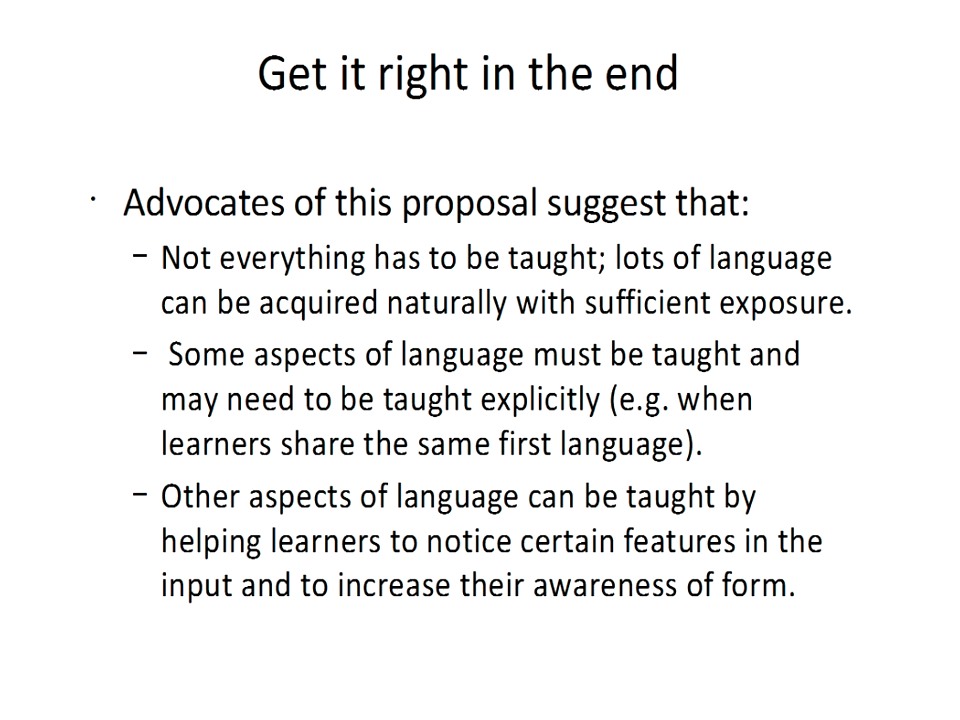 Get it right in the end
· Advocates of this proposal suggest that:
– Not everything has to be taught; lots of language
can be acquired naturally with sufficient exposure.
– Some aspects of language must be taught and
may need to be taught explicitly (e.g. when
learners share the same first language).
– Other aspects of language can be taught by
helping learners to notice certain features in the
input and to increase their awareness of form.